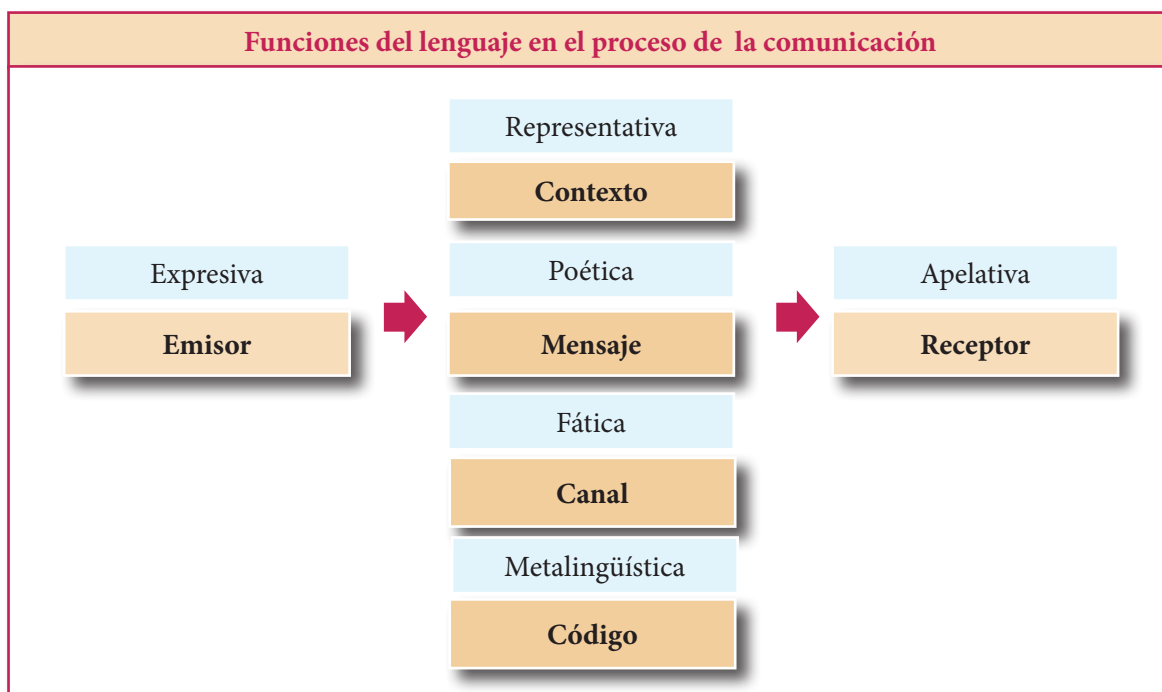 Funciones del lenguaje en el proceso de la comunicación
Representativa
Contexto
Expresiva
Emisor
Poética
Mensaje
Apelativa
Receptor
Fática
Canal
Metalingüística
Código